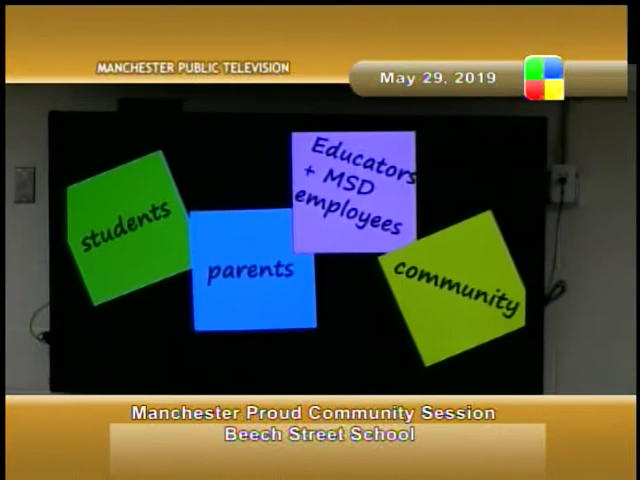 MANCHESTER PUBLIC TELEVISION
May 29, 2019
students
parents
Educators
+ MSD
employees
community
Manchester Proud Community Session
Beech Street School